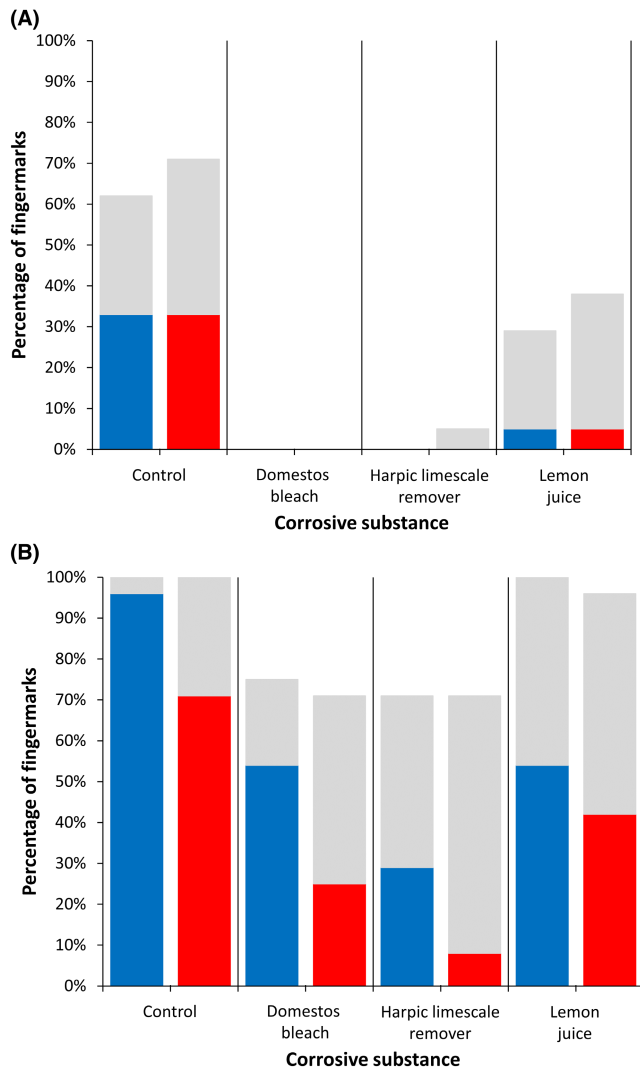 (A)
100%
90%
80%
70%
60%
50%
40%
30%
20%
10%
0%
Percentage of fingermarks
Control
Domestos
bleach
Harpic limescale
remover
Lemon
juice
Corrosive substance
(B)
100%
90%
80%
70%
60%
50%
40%
30%
20%
10%
0%
Percentage of fingermarks
Control
Domestos
bleach
Harpic limescale
remover
Lemon
juice
Corrosive substance